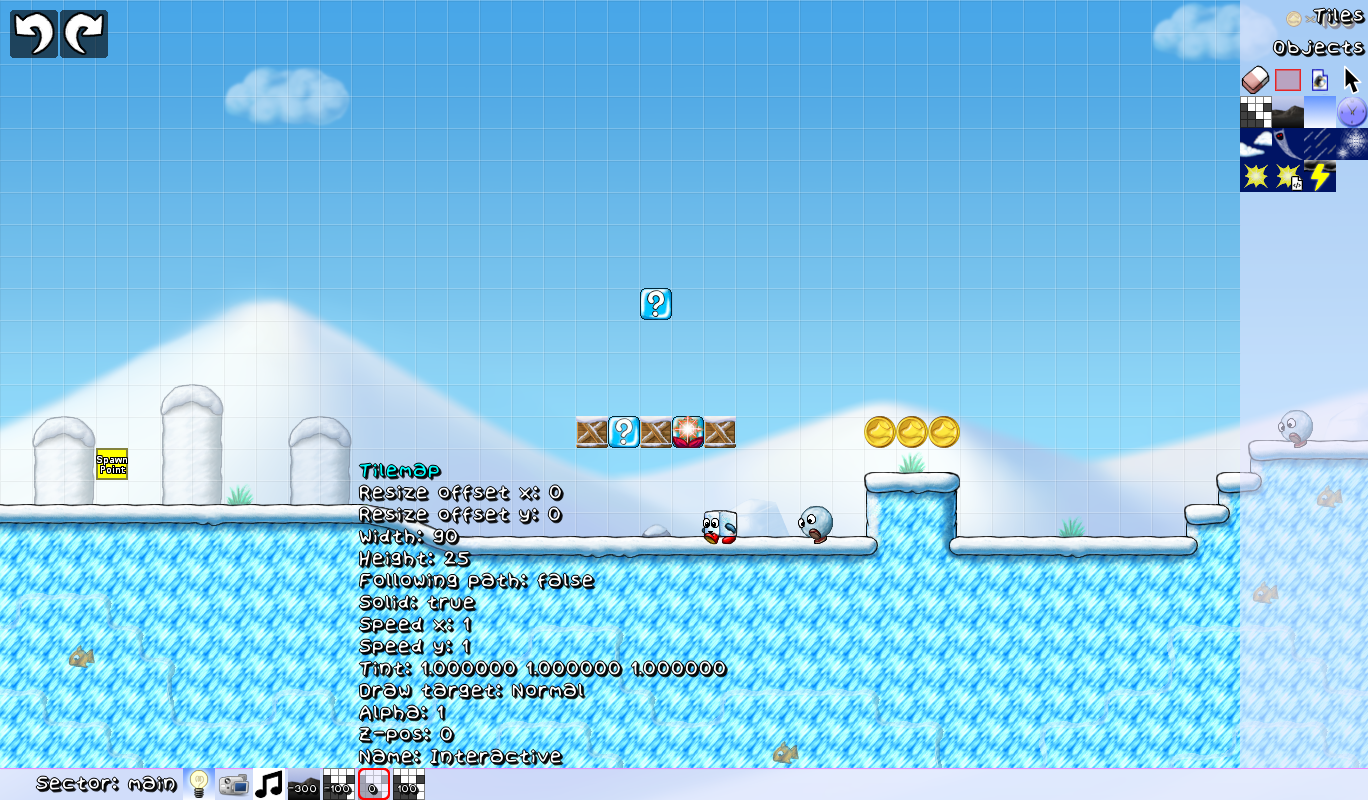 Tiles
Objects
?
?
Spawn
Point
Tilemap
Resize offset x: 0
Resize offset y: 0
Width: 90
Height: 25
Following path: false
Solid: true
Speed x: 1
Speed y: 1
Tint: 1.000000 1.000000 1.000000
Draw target: Normal
Alpha: 1
Z-pos: 0
Name: Interactive
Sector: main
-300
-100
0
100